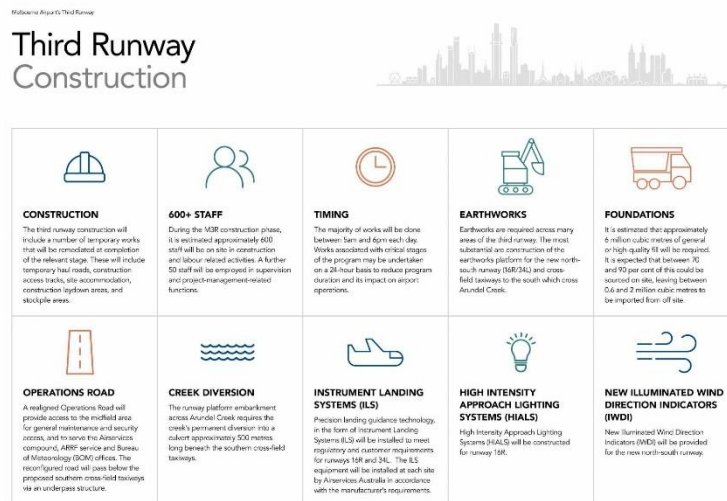 Melbourne Airport's Third Runway
Third Runway
Construction
CONSTRUCTION
The third runway construction will
include a number of temporary works
that will be remediated at completion
of the relevant stage. These will include
temporary haul roads, construction
access tracks, site accommodation,
construction laydown areas, and
stockpile areas.
600+ STAFF
During the M3R construction phase,
it is estimated approximately 600
staff will be on site in construction
and labour related activities. A further
50 staff will be employed in supervision
and project-management-related
functions.
TIMING
The majority of works will be done
between 5am and 6pm each day.
Works associated with critical stages
of the program may be undertaken
on a 24-hour basis to reduce program
duration and its impact on airport
operations.
EARTHWORKS
Earthworks are required across many
areas of the third runway. The most
substantial are construction of the
earthworks platform for the new north-
south runway (16R/34L) and cross-
field taxiways to the south which cross
Arundel Creek.
FOUNDATIONS
It is estimated that approximately
6 million cubic metres of general
or high quality fill will be required.
It is expected that between 70
and 90 per cent of this could be
sourced on site, leaving between
0.6 and 2 million cubic metres to
be imported from off site.
OPERATIONS ROAD
A realigned Operations Road will
provide access to the midfield area
for general maintenance and security
access, and to serve the Airservices
compound, ARFF service and Bureau
of Meteorology (BOM) offices. The
reconfigured road will pass below the
proposed southern cross-field taxiways
via an underpass structure.
CREEK DIVERSION
The runway platform embankment
across Arundel Creek requires the
creek's permanent diversion into a
culvert approximately 500 metres
long beneath the southern cross-field
taxiways.
INSTRUMENT LANDING
SYSTEMS (ILS)
Precision landing guidance technology,
in the form of Instrument Landing
Systems (ILS) will be installed to meet
regulatory and customer requirements
for runways 16R and 34L. The ILS
equipment will be installed at each site
by Airservices Australia in accordance
with the manufacturer's requirements.
HIGH INTENSITY
APPROACH LIGHTING
SYSTEMS (HIALS)
High Intensity Approach Lighting
Systems (HIALS) will be constructed
for runway 16R.
NEW ILLUMINATED WIND
DIRECTION INDICATORS
(IWDI)
New Illuminated Wind Direction
Indicators (IWDI) will be provided
for the new north-south runway.